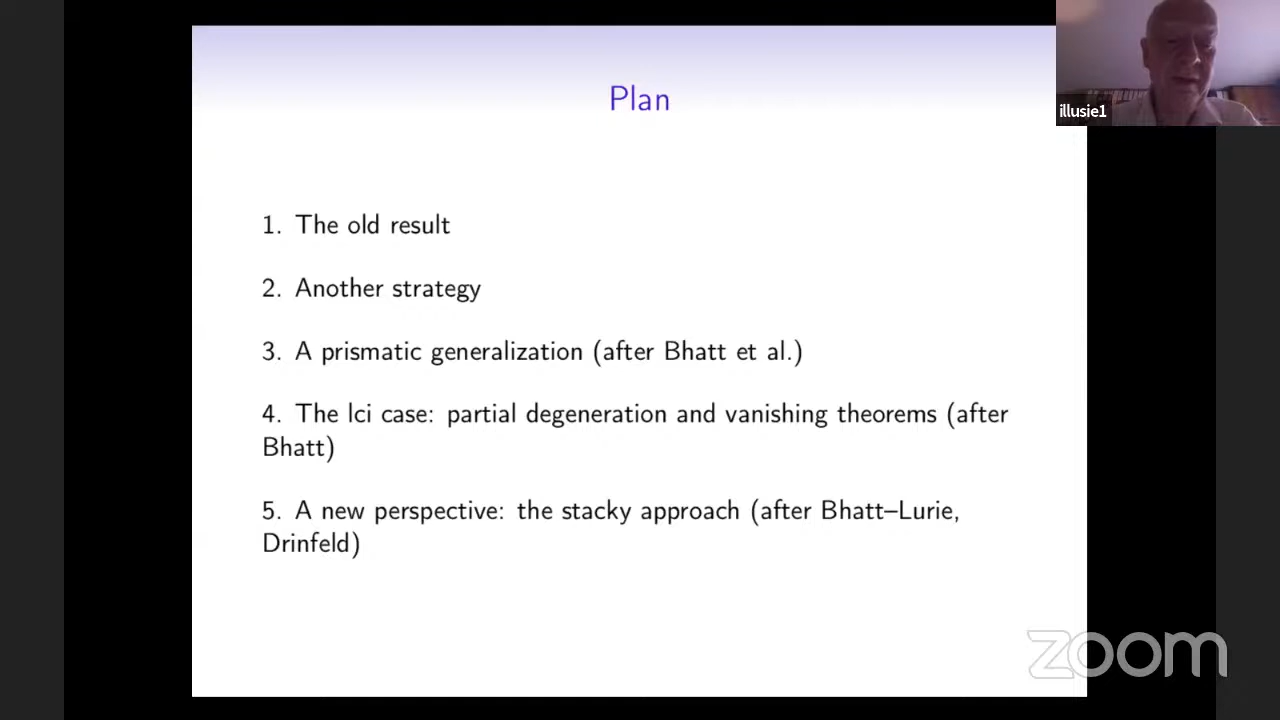 Plan
illusie1
1. The old result
2. Another strategy
3. A prismatic generalization (after Bhatt et al.)
4. The lci case: partial degeneration and vanishing theorems (after
Bhatt)
5. A new perspective: the stacky approach (after Bhatt–Lurie,
Drinfeld)
zoom